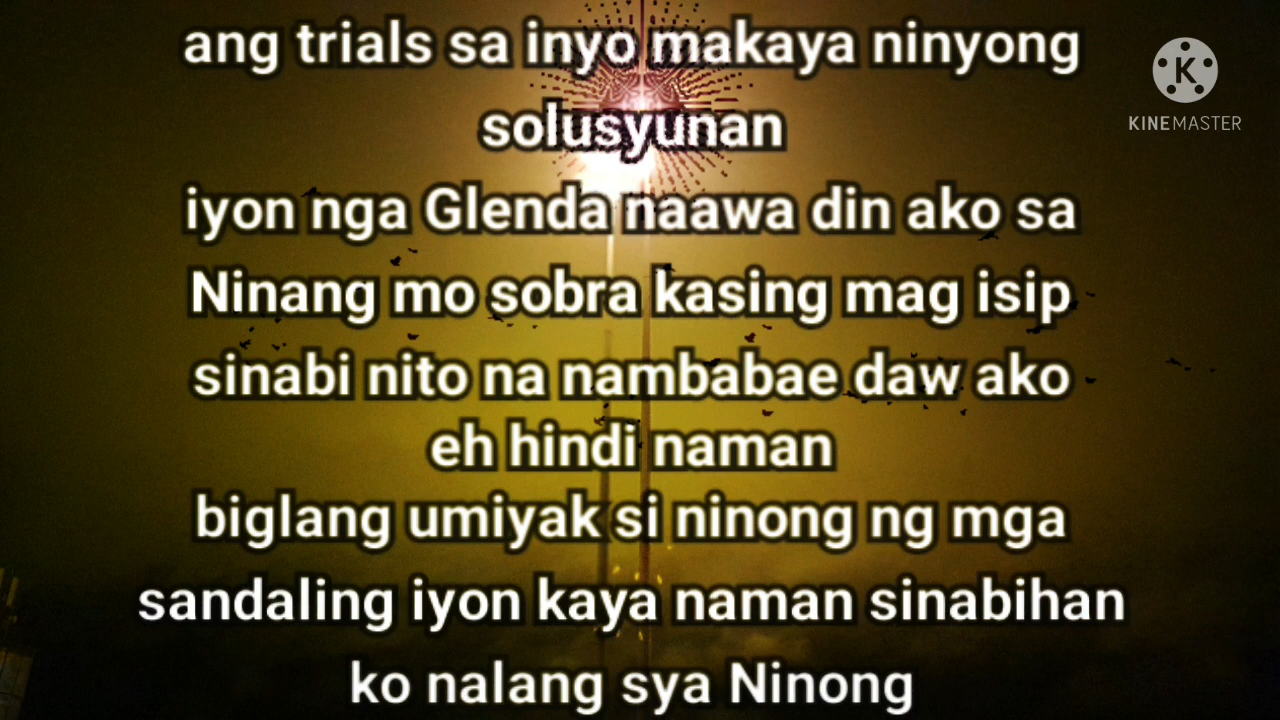 ang trials sa inyo makaya ninyong
solusyunan
iyon nga Glenda naawa din ako sa
Ninang mo sobra kasing mag isip
sinabi nito na nambabae daw ako
eh hindi naman
biglang umiyak si ninong ng mga
sandaling iyon kaya naman sinabihan
ko nalang sya Ninong
K
KINEMASTER